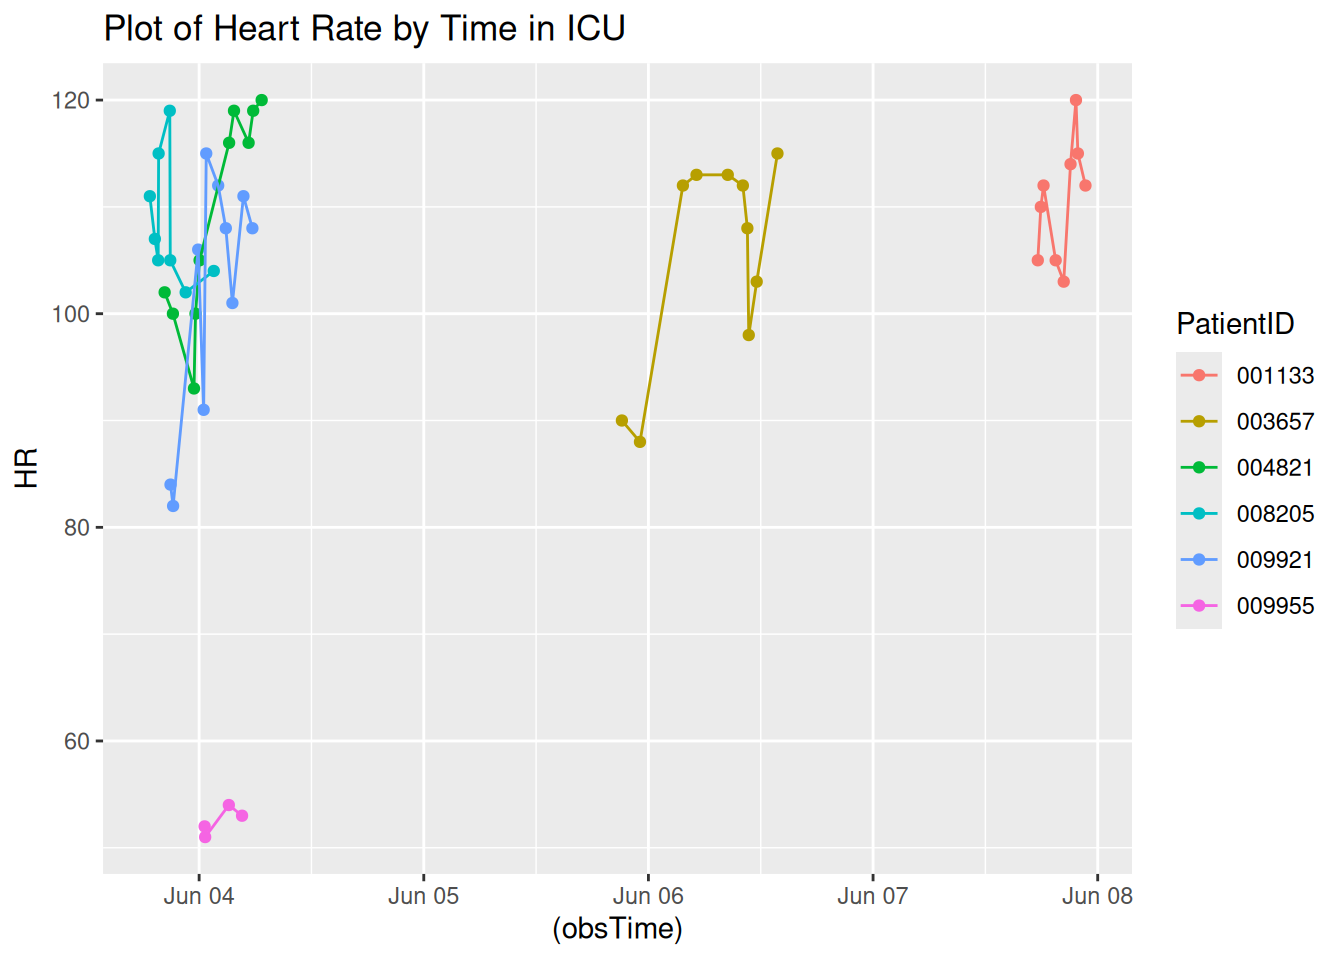 Plot of Heart Rate by Time in ICU
120
100
80
60
HR
Jun 04
Jun 05
Jun 06
Jun 07
Jun 08
(obsTime)
PatientID
001133
003657
004821
008205
009921
009955